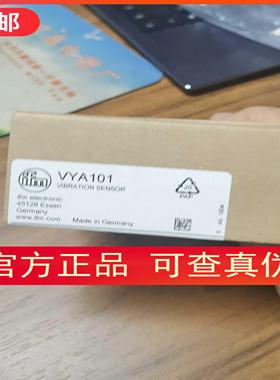 邮
ifm
VYA101
VIBRATION SENSOR
ifm electronic
45128 Essen
Germany
www.ifm.com
Made in Germany
PAP
官方正品 可查真伪